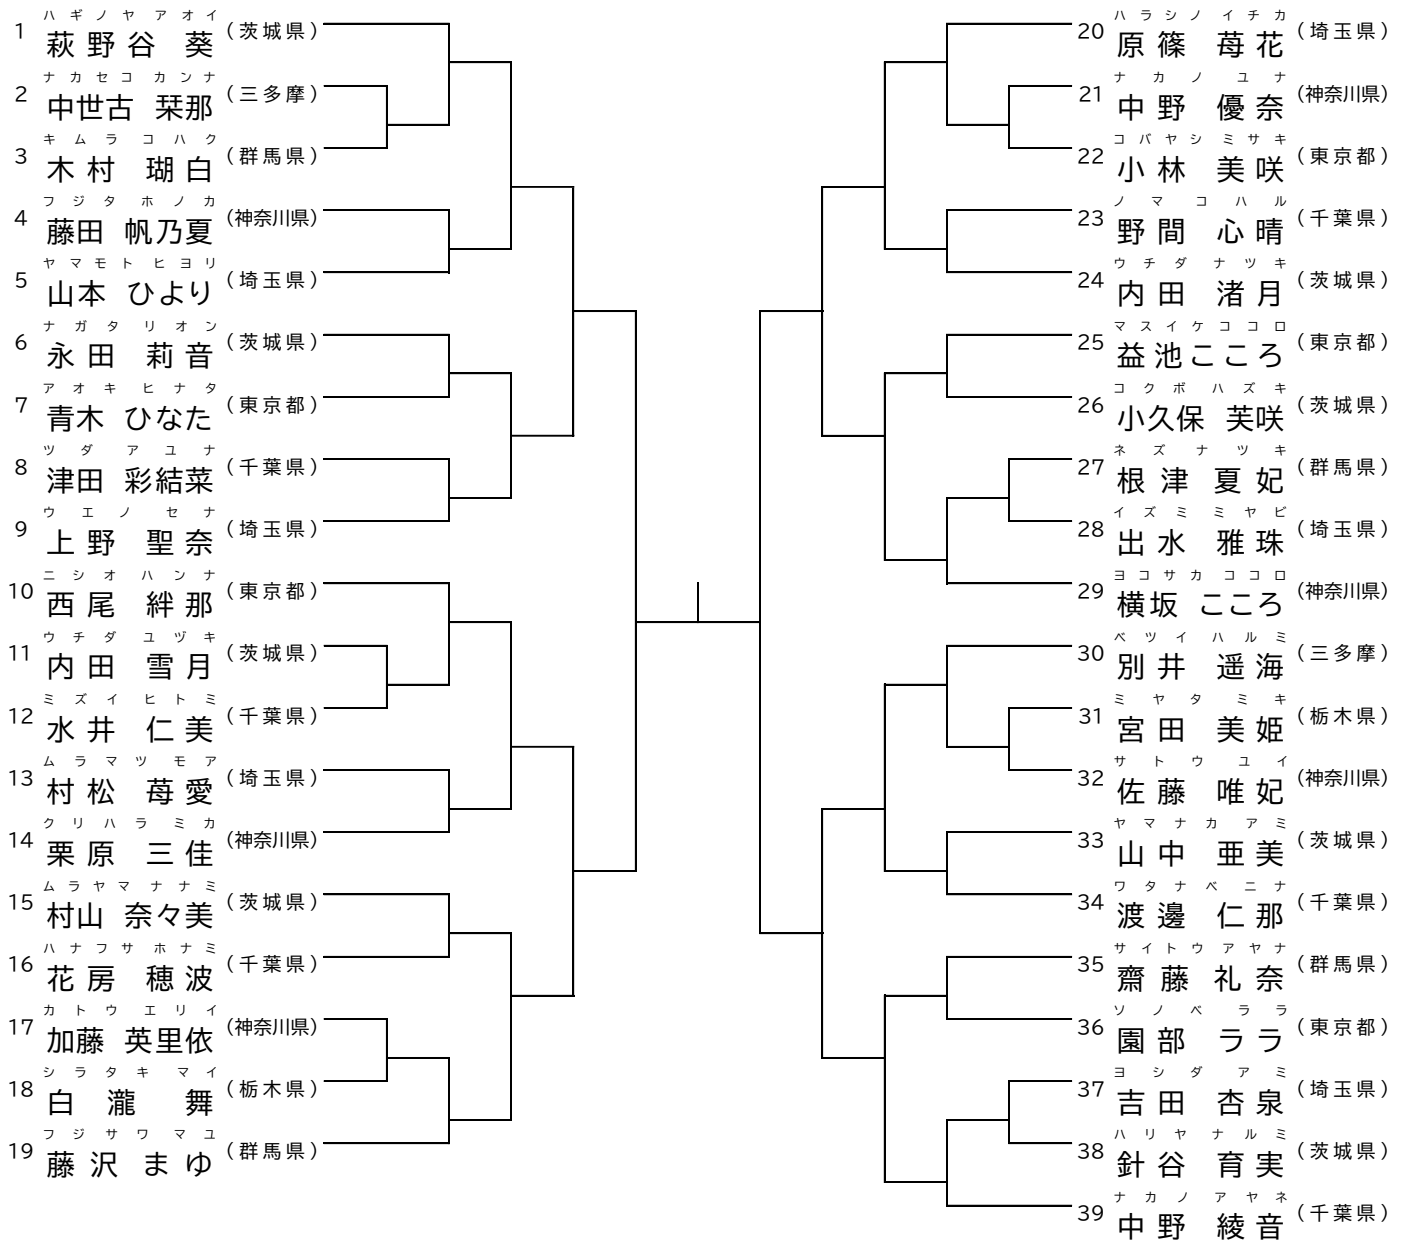 ハギノヤ アオイ
1 萩野谷 葵 (茨城県)
ナカセコ カンナ
2 中世古 栞那 (三多摩)
キムラ コハク
3 木村 瑚白 (群馬県)
フジタ ホノカ
4 藤田 帆乃夏 (神奈川県)
ヤマモト ヒヨリ
5 山本 ひより (埼玉県)
ナガタ リオン
6 永田 莉音 (茨城県)
アオキ ヒナタ
7 青木 ひなた (東京都)
ツダ アユナ
8 津田 彩結菜 (千葉県)
ウエノ セナ
9 上野 聖奈 (埼玉県)
ニシオ ハンナ
10 西尾 絆那 (東京都)
ウチダ ユヅキ
11 内田 雪月 (茨城県)
ミズイ ヒトミ
12 水井 仁美 (千葉県)
ムラマツ モア
13 村松 苺愛 (埼玉県)
クリハラ ミカ
14 栗原 三佳 (神奈川県)
ムラヤマ ナナミ
15 村山 奈々美 (茨城県)
ハナフサ ホナミ
16 花房 穂波 (千葉県)
カトウ エリイ
17 加藤 英里依 (神奈川県)
シラタキ マイ
18 白瀧 舞 (栃木県)
フジサワ マユ
19 藤沢 まゆ (群馬県)
ハラシノ イチカ
20 原篠 苺花 (埼玉県)
ナカノ ユナ
21 中野 優奈 (神奈川県)
コバヤシ ミサキ
22 小林 美咲 (東京都)
ノマ コハル
23 野間 心晴 (千葉県)
ウチダ ナツキ
24 内田 渚月 (茨城県)
マスイケココロ
25 益池こころ (東京都)
コクボ ハズキ
26 小久保 芙咲 (茨城県)
ネズ ナツキ
27 根津 夏妃 (群馬県)
イズミ ミヤビ
28 出水 雅珠 (埼玉県)
ヨコサカ ココロ
29 横坂 こころ (神奈川県)
ベツイ ハルミ
30 別井 遥海 (三多摩)
ミヤタ ミキ
31 宮田 美姫 (栃木県)
サトウ ユイ
32 佐藤 唯妃 (神奈川県)
ヤマナカ アミ
33 山中 亜美 (茨城県)
ワタナベ ニナ
34 渡邊 仁那 (千葉県)
サイトウ アヤナ
35 齋藤 礼奈 (群馬県)
ソノベ ララ
36 園部 ララ (東京都)
ヨシダ アミ
37 吉田 杏泉 (埼玉県)
ハリヤ ナルミ
38 針谷 育実 (茨城県)
ナカノ アヤネ
39 中野 綾音 (千葉県)